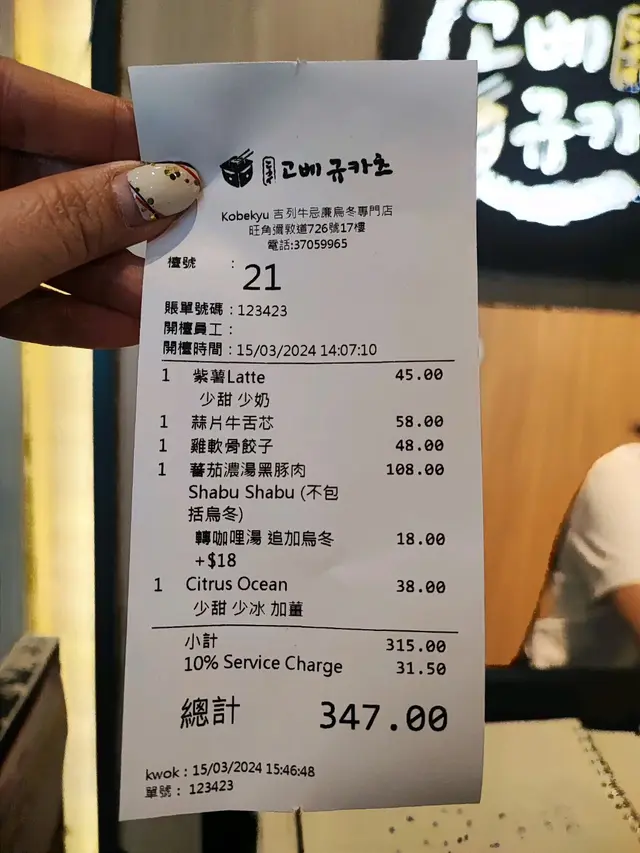 고베
규카
고베 규카츠
Kobekyu 吉列牛忌廉烏冬專門店
旺角彌敦道726號17樓
電話:37059965
檯號 : 21
賬單號碼 : 123423
開檯員工 :
開檯時間 : 15/03/2024 14:07:10
1 紫薯Latte 45.00
少甜 少奶
1 蒜片牛舌芯 58.00
1 雞軟骨餃子 48.00
1 蕃茄濃湯黑豚肉 108.00
Shabu Shabu (不包
括烏冬)
轉咖哩湯 追加烏冬 18.00
+$18
1 Citrus Ocean 38.00
少甜 少冰 加薑
小計 315.00
10% Service Charge 31.50
總計 347.00
kwok : 15/03/2024 15:46:48
單號 : 123423